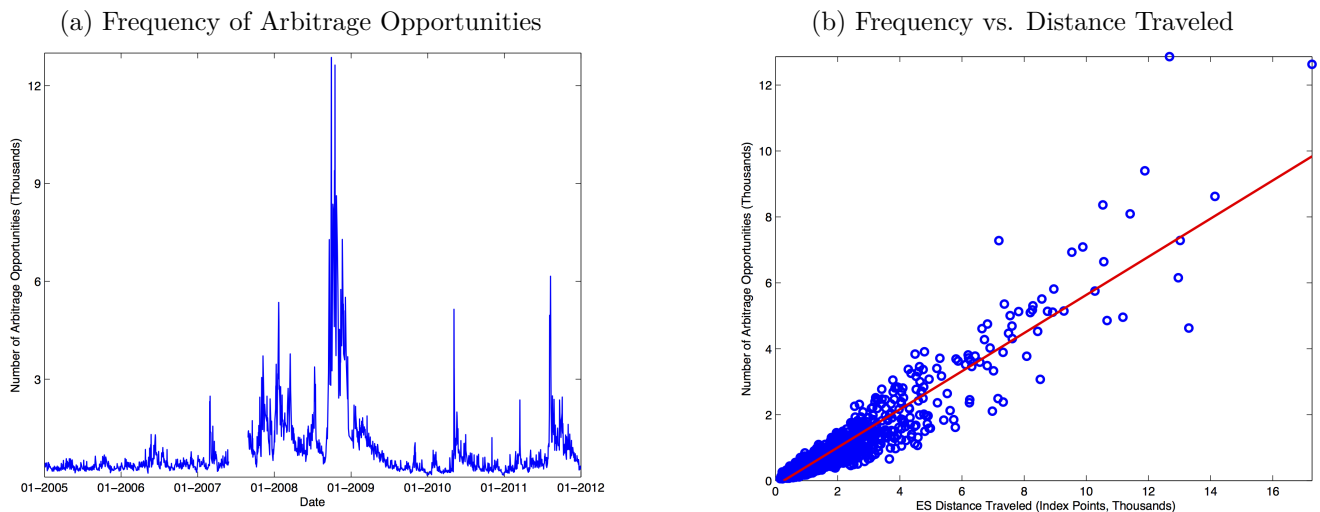 (a) Frequency of Arbitrage Opportunities
Number of Arbitrage Opportunities (Thousands)
12
9
6
3
01–2005 01–2006 01–2007 01–2008 01–2009 01–2010 01–2011 01–2012
Date
(b) Frequency vs. Distance Traveled
Number of Arbitrage Opportunities (Thousands)
12
10
8
6
4
2
0
2 4 6 8 10 12 14 16
ES Distance Traveled (Index Points, Thousands)